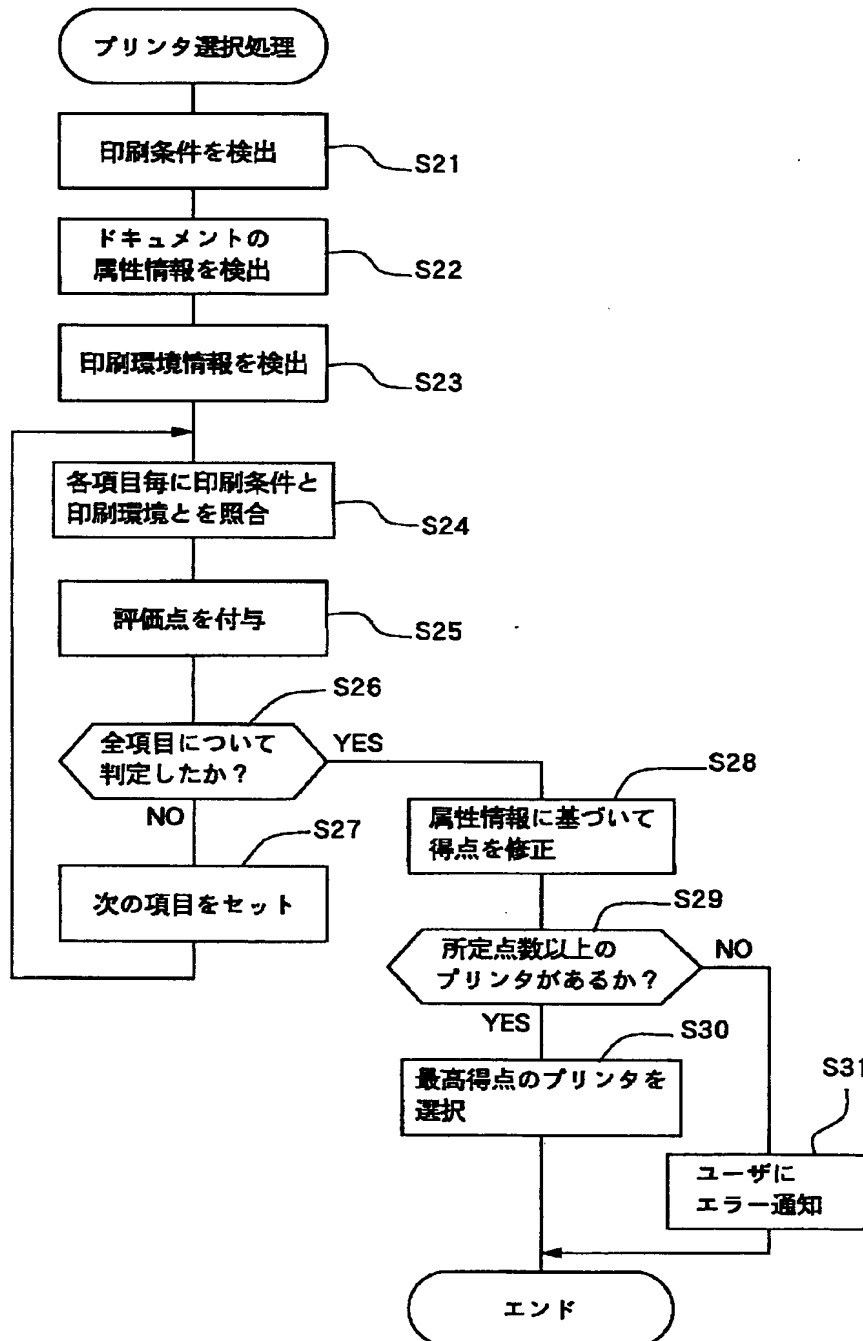 プリンタ選択処理
印刷条件を検出
S21
ドキュメントの
属性情報を検出
S22
印刷環境情報を検出
S23
各項目毎に印刷条件と
印刷環境とを照合
S24
評価点を付与
S25
S26
全項目について
判定したか?
YES
NO
S27
次の項目をセット
S28
属性情報に基づいて
得点を修正
S29
所定点数以上の
プリンタがあるか?
NO
YES
S30
最高得点のプリンタを
選択
S31
ユーザに
エラー通知
エンド